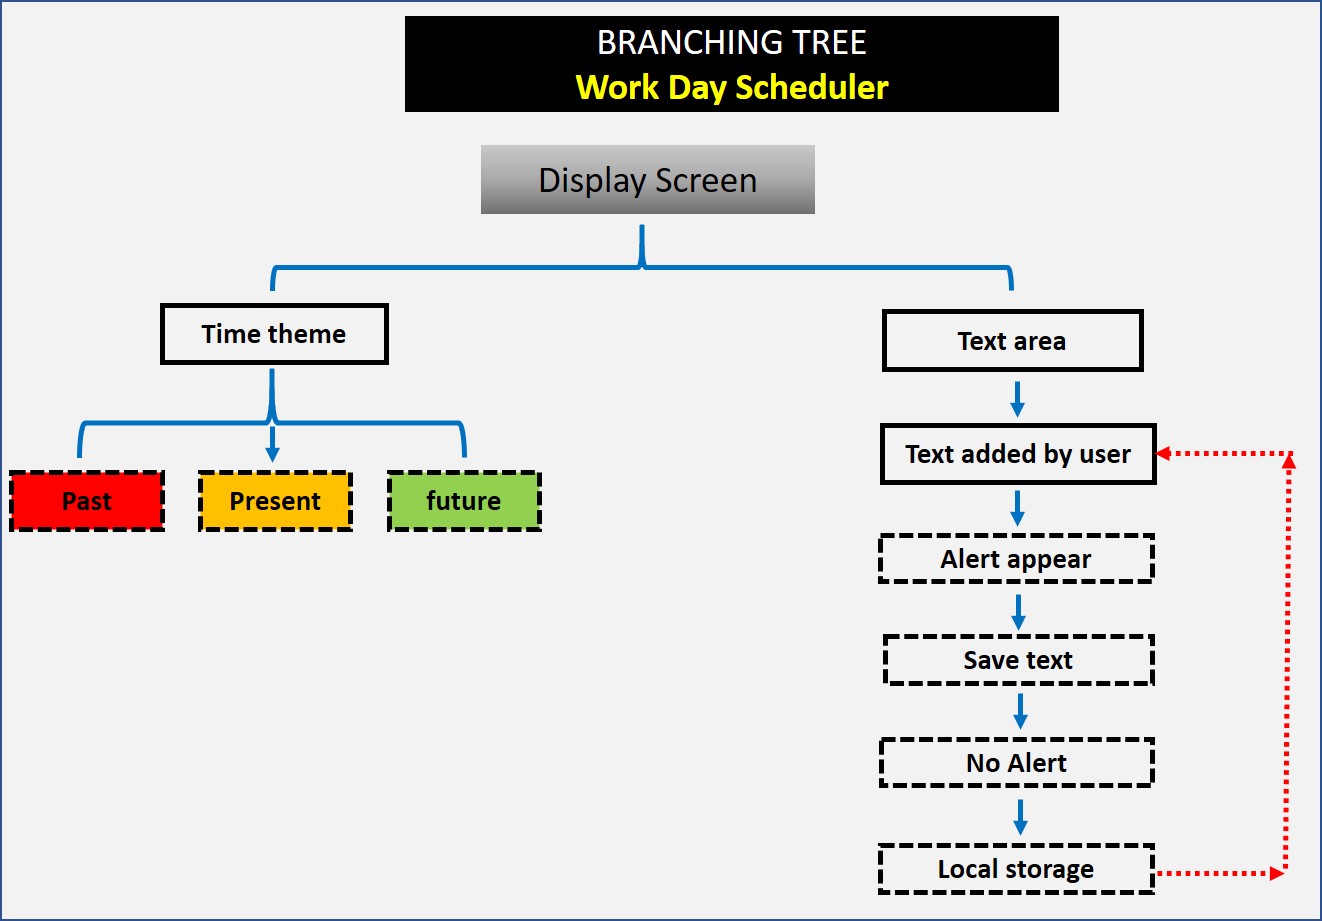 BRANCHING TREE
Work Day Scheduler
Display Screen
Time theme
Past
Present
future
Text area
Text added by user
Alert appear
Save text
No Alert
Local storage